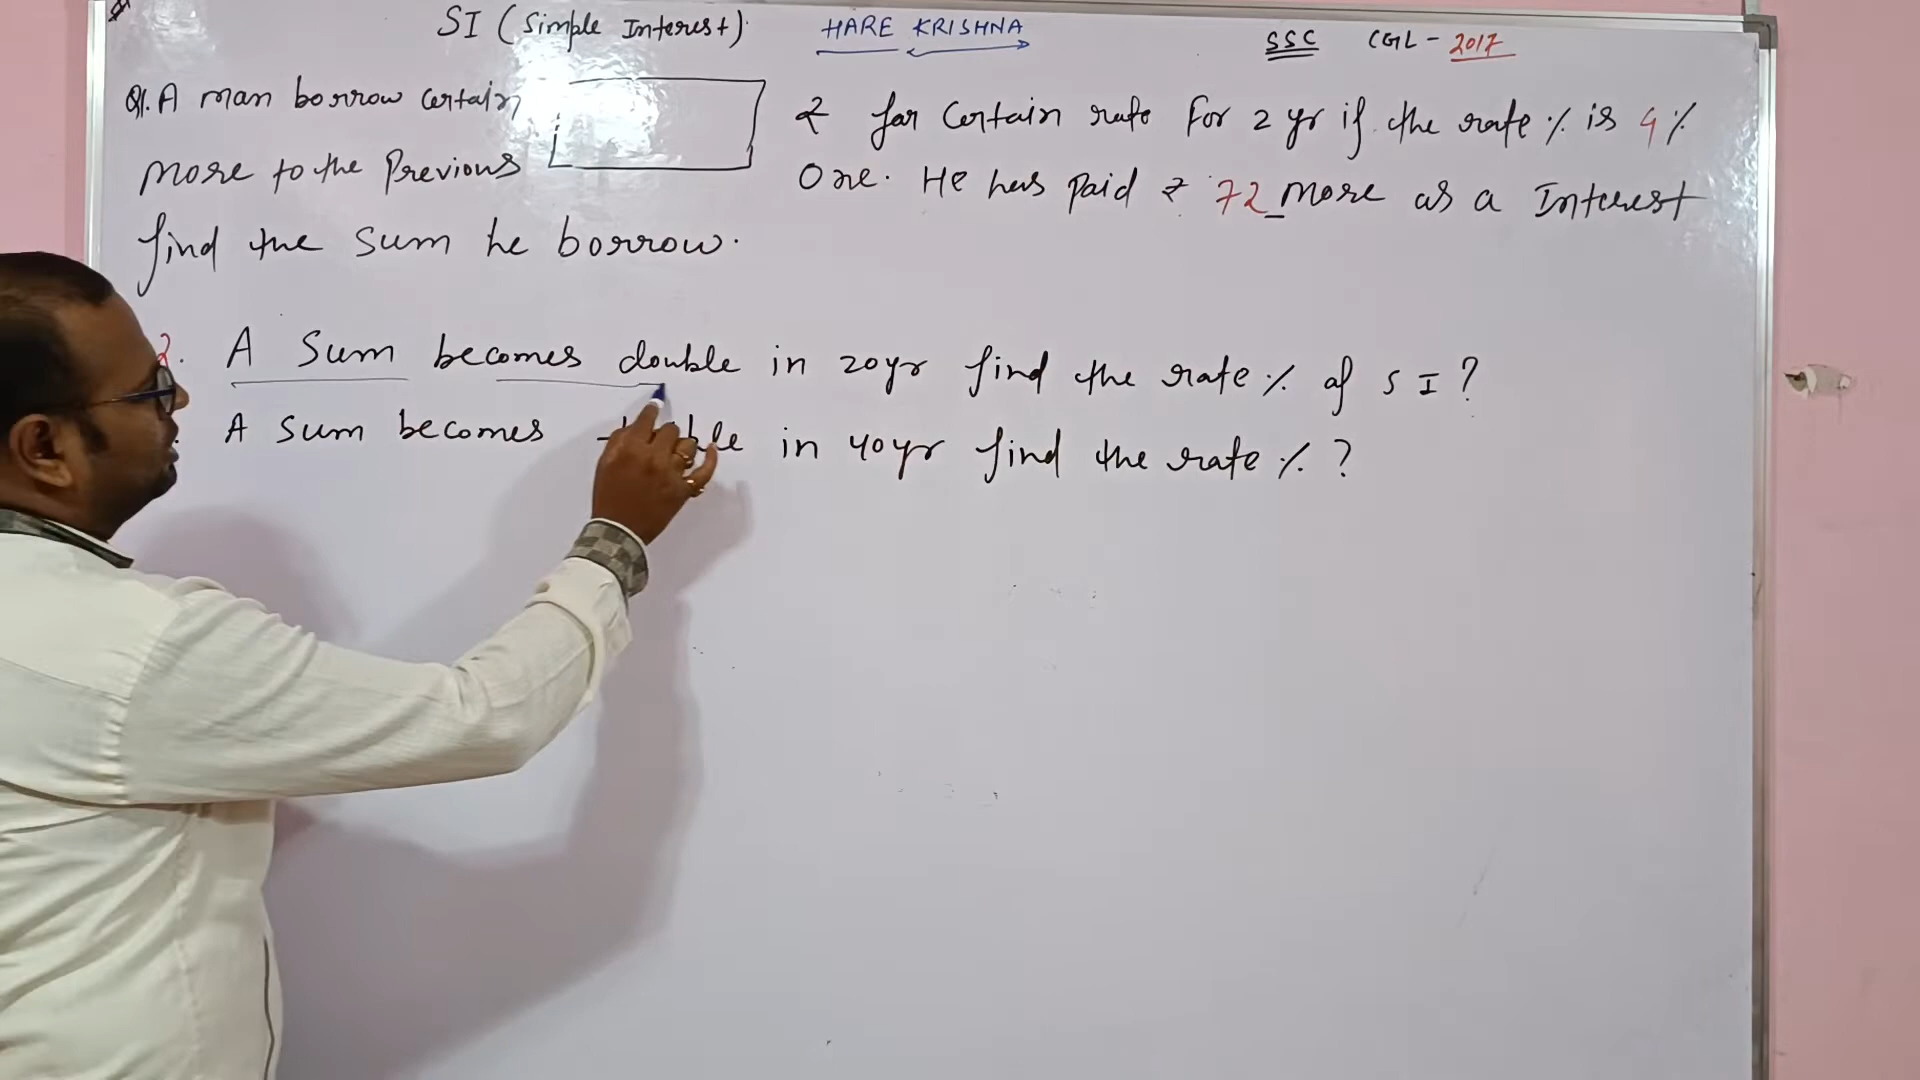 SI (Simple Interest) HARE KRISHNA SSC CGL - 2017
Q1. A man borrow certain ₹ for certain rate for 2 yr if the rate % is 4%
more to the Previous One. He has paid ₹ 72 more as a Interest
find the sum he borrow.
2. A Sum becomes double in 20yr find the rate % of SI?
A sum becomes in 40yr find the rate %?